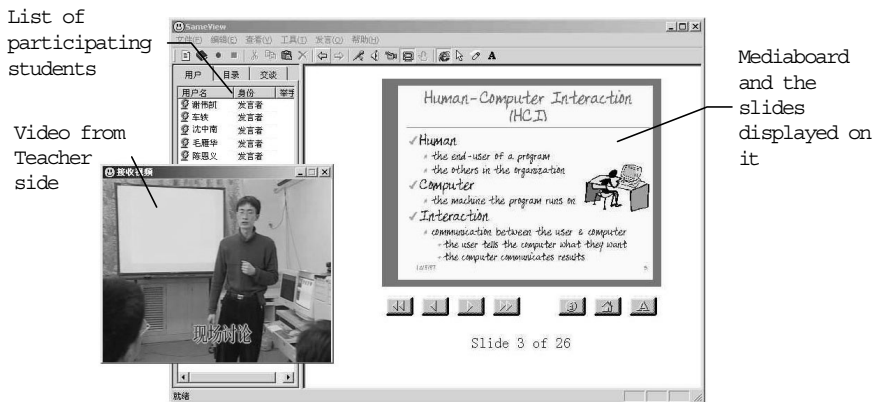 List of
participating
students
Video from
Teacher
side
SameView
文件(F) 编辑(E) 查看(V) 工具(T) 发言(O) 帮助(H)
A
用户 目录 交谈
用户名 身份 举手
谢伟凯 发言者
车轶 发言者
沈中南 发言者
毛雁华 发言者
陈恩义 发言者
接收视频
现场讨论
就绪
Human-Computer Interaction
(HCI)
✓Human
the end-user of a program
the others in the organization
✓Computer
the machine the program runs on
✓Interaction
communication between the user & computer
the user tells the computer what they want
the computer communicates results
A
Slide 3 of 26
Mediaboard
and the
slides
displayed on
it